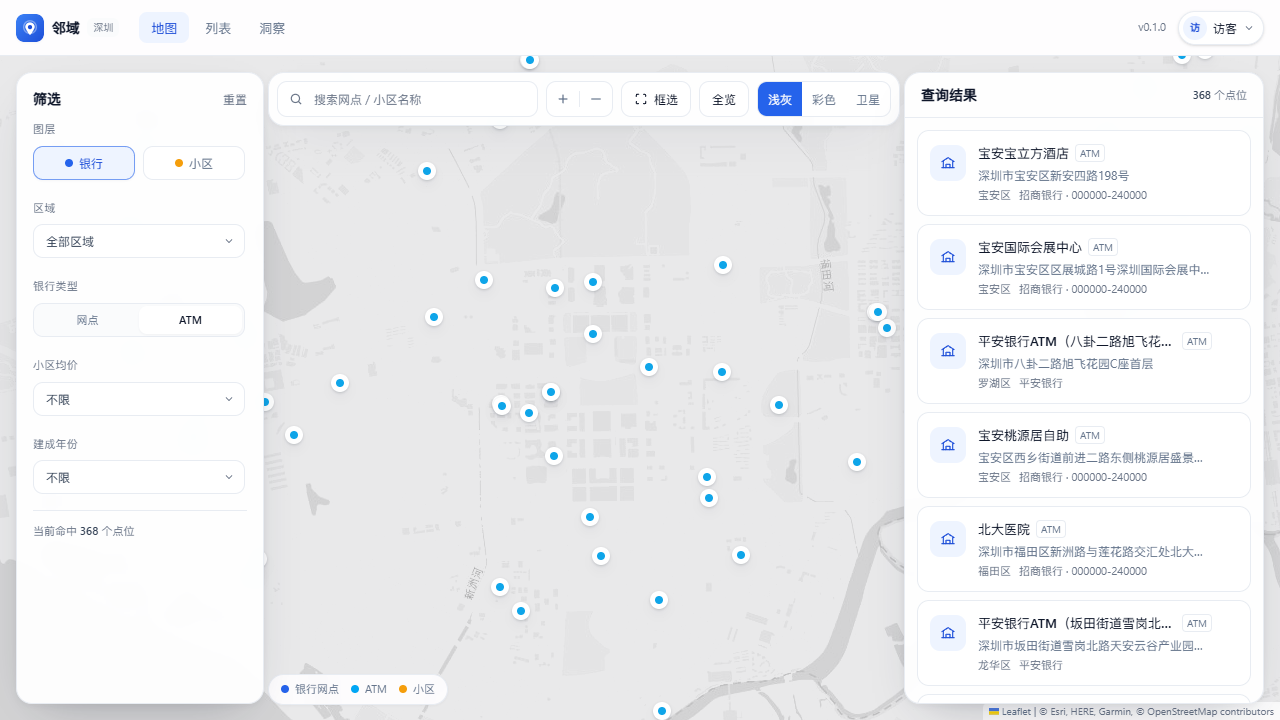 邻域 深圳 地图 列表 洞察 v0.1.0 访 访客
筛选 重置
图层
银行 小区
区域
全部区域
银行类型
网点 ATM
小区均价
不限
建成年份
不限
当前命中 368 个点位
搜索网点 / 小区名称 框选 全览 浅灰 彩色 卫星
福田河
新洲河
银行网点 ATM 小区
查询结果 368 个点位
宝安宝立方酒店 ATM
深圳市宝安区新安四路198号
宝安区 招商银行 · 000000-240000
宝安国际会展中心 ATM
深圳市宝安区区展城路1号深圳国际会展中...
宝安区 招商银行 · 000000-240000
平安银行ATM（八卦二路旭飞花... ATM
深圳市八卦二路旭飞花园C座首层
罗湖区 平安银行
宝安桃源居自助 ATM
宝安区西乡街道前进二路东侧桃源居盛景...
宝安区 招商银行 · 000000-240000
北大医院 ATM
深圳市福田区新洲路与莲花路交汇处北大...
福田区 招商银行 · 000000-240000
平安银行ATM（坂田街道雪岗北... ATM
深圳市坂田街道雪岗北路天安云谷产业园...
龙华区 平安银行
Leaflet | © Esri, HERE, Garmin, © OpenStreetMap contributors